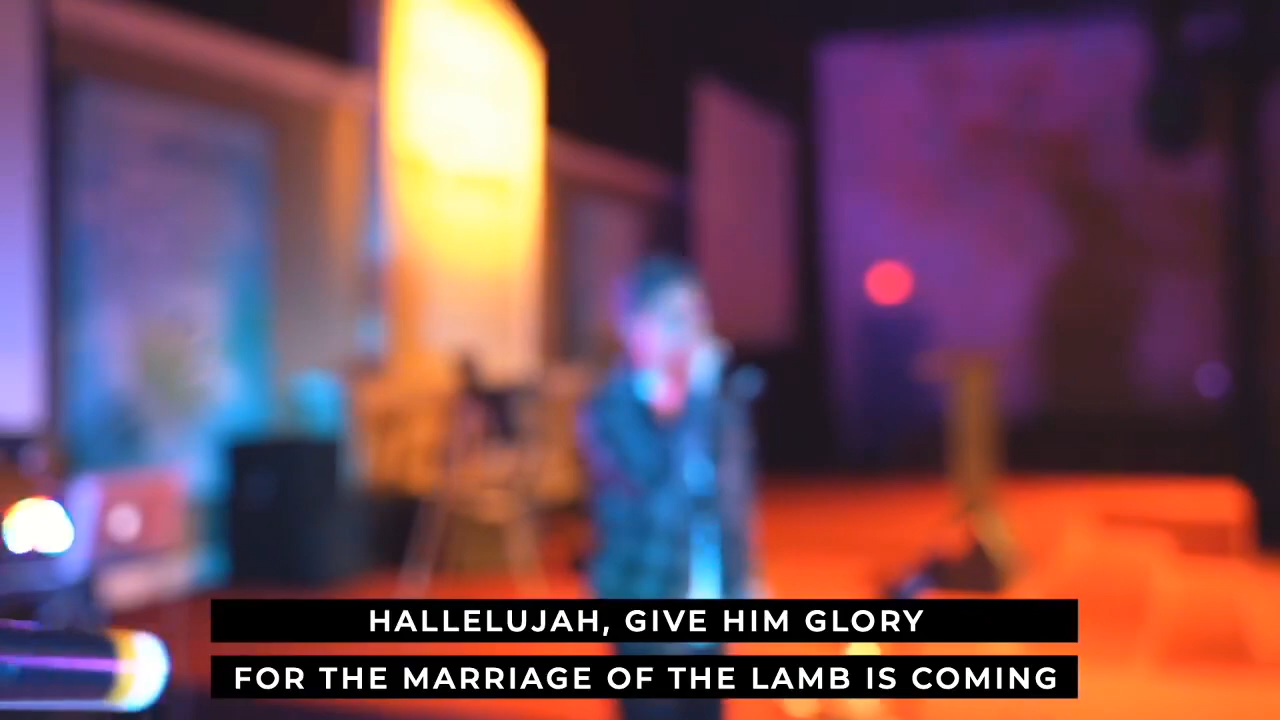 HALLELUJAH, GIVE HIM GLORY
FOR THE MARRIAGE OF THE LAMB IS COMING